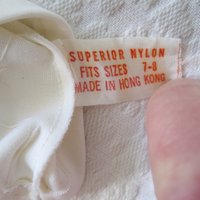 SUPERIOR NYLON
FITS SIZES 7-8
MADE IN HONG KONG